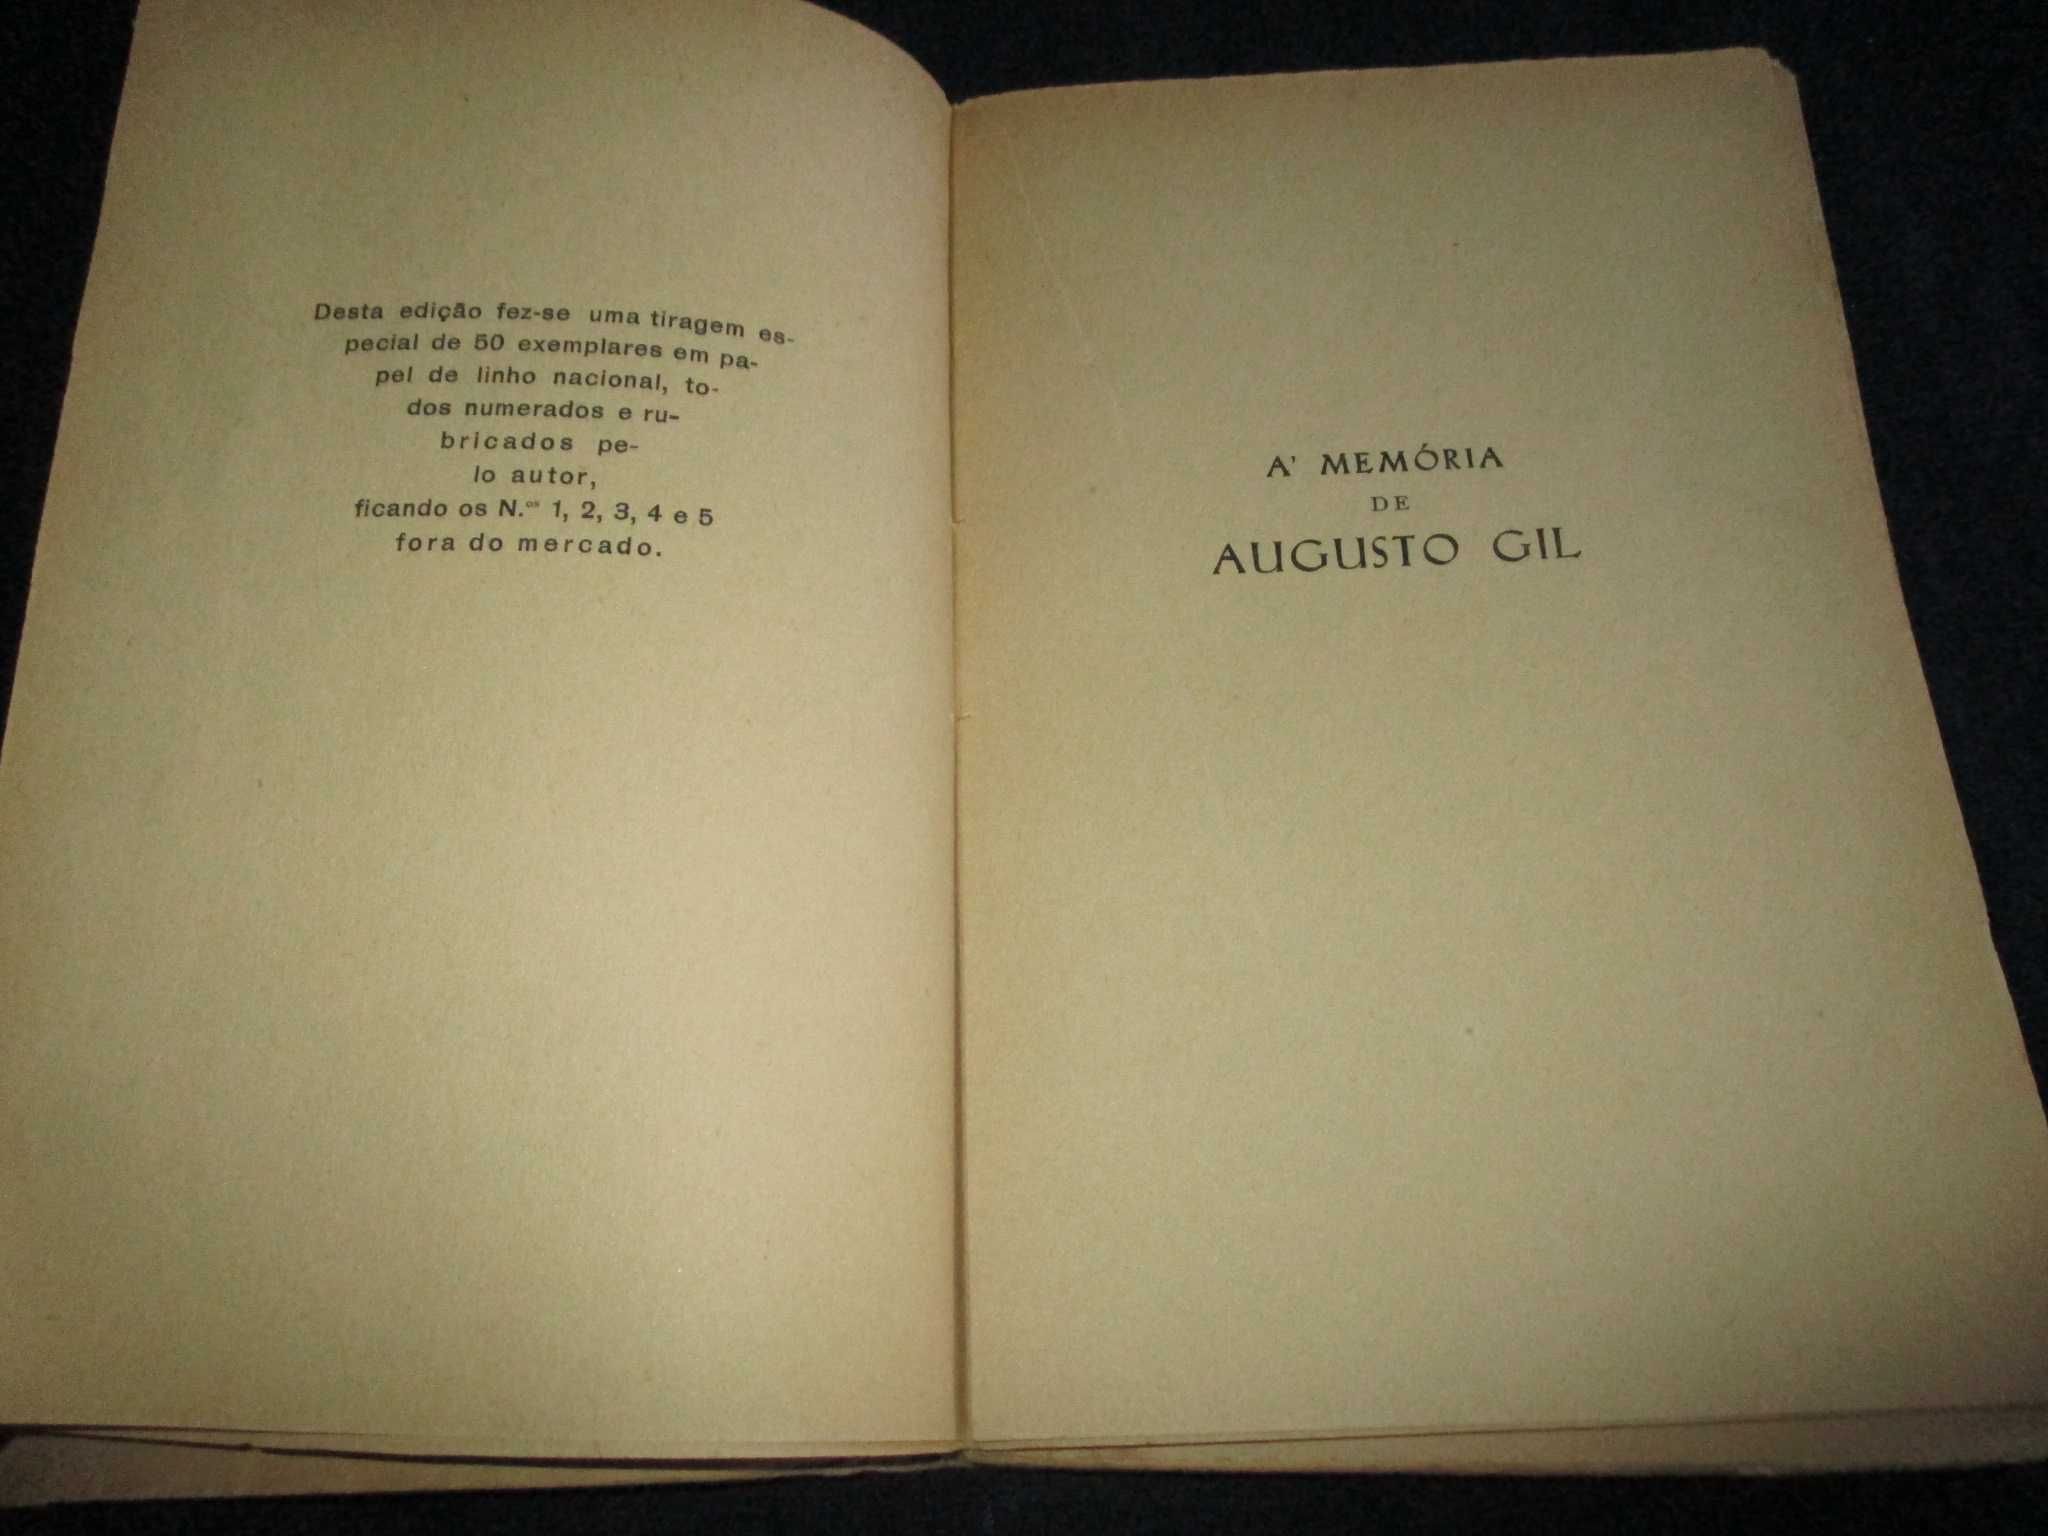 Desta edição fez-se uma tiragem es-
pecial de 50 exemplares em pa-
pel de linho nacional, to-
dos numerados e ru-
bricados pe-
lo autor,
ficando os N.os 1, 2, 3, 4 e 5
fora do mercado.
A' MEMÓRIA
DE
AUGUSTO GIL